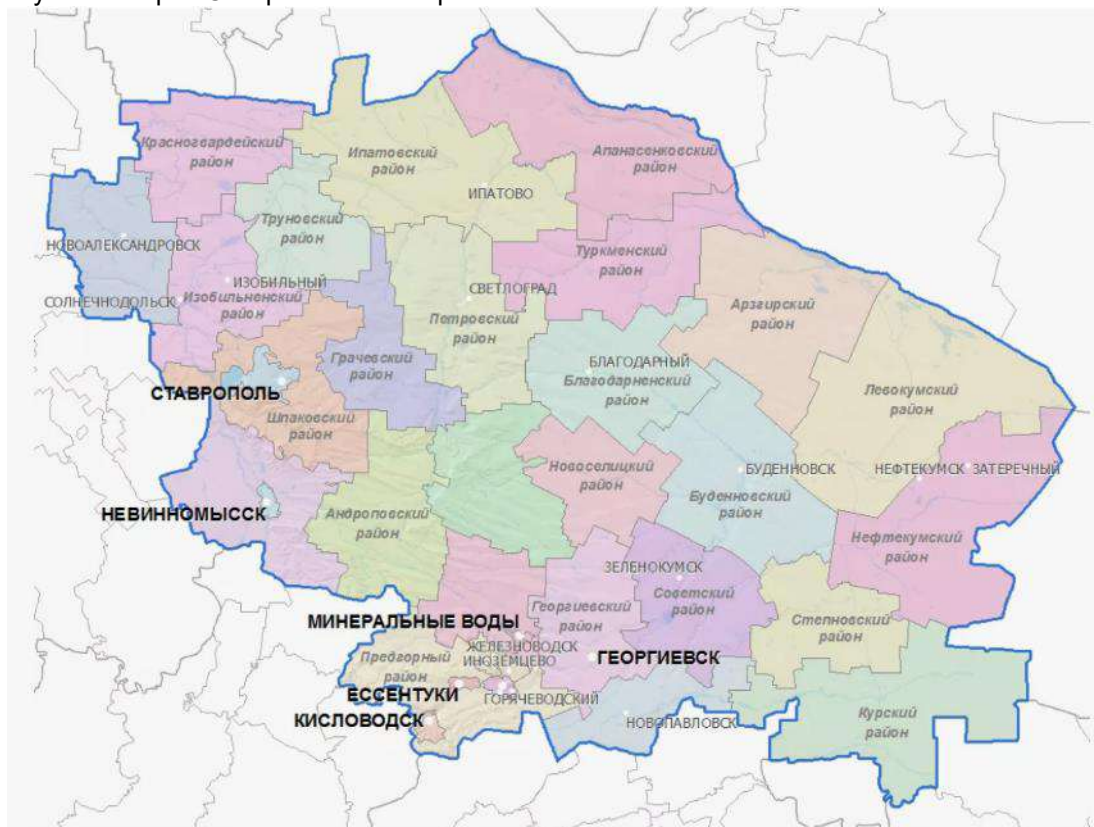 Красногвардейский
район
Ипатовский
район
Апанасенковский
район
ИПАТОВО
Труновский
район
НОВОАЛЕКСАНДРОВСК
Туркменский
район
ИЗОБИЛЬНЫЙ
СОЛНЕЧНОДОЛЬСК
Изобильненский
район
СВЕТЛОГРАД
Петровский
район
Арзгирский
район
Грачевский
район
БЛАГОДАРНЫЙ
Благодарненский
район
СТАВРОПОЛЬ
Левокумский
район
Шпаковский
район
Новоселицкий
район
БУДЕННОВСК
НЕФТЕКУМСК
ЗАТЕРЕЧНЫЙ
Буденновский
район
НЕВИННОМЫССК
Андроповский
район
Нефтекумский
район
ЗЕЛЕНОКУМСК
Советский
район
Георгиевский
район
МИНЕРАЛЬНЫЕ ВОДЫ
Степновский
район
ЖЕЛЕЗНОВОДСК
Предгорный
район
ИНОЗЕМЦЕВО
ГЕОРГИЕВСК
ЕССЕНТУКИ
ГОРЯЧЕВОДСКИЙ
КИСЛОВОДСК
НОВОПАВЛОВСК
Курский
район